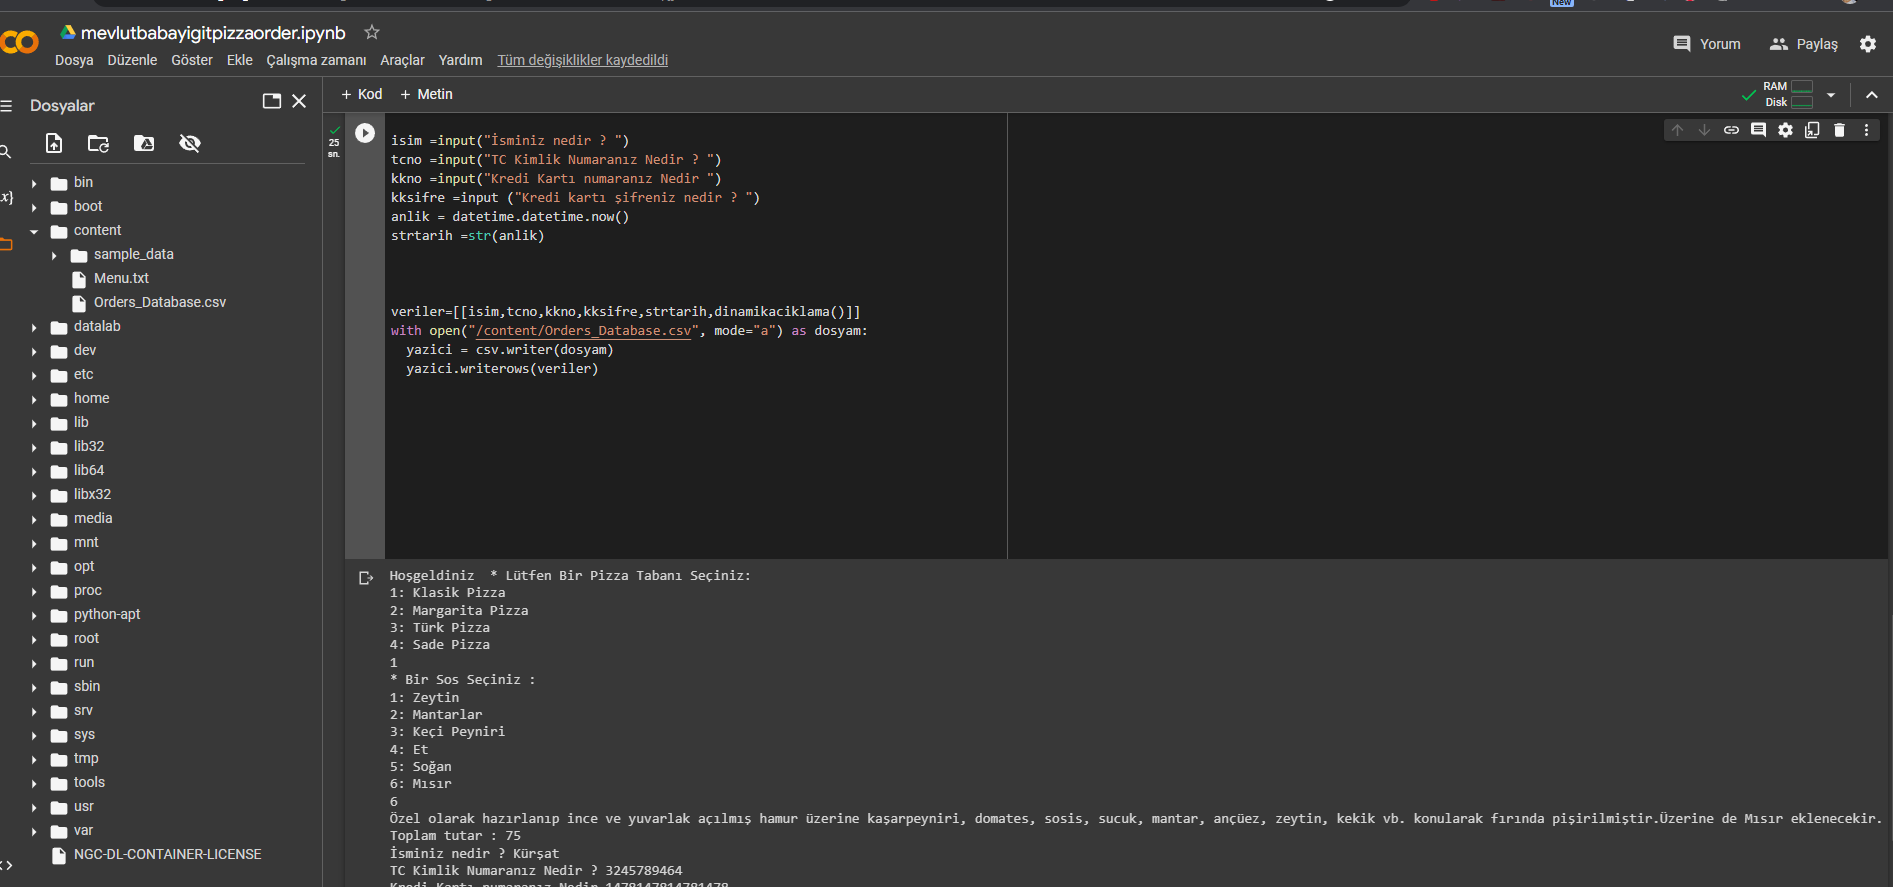 New
mevlutbabayigitpizzaorder.ipynb
Dosya Düzenle Göster Ekle Çalışma zamanı Araçlar Yardım Tüm değişiklikler kaydedildi
Yorum Paylaş
Dosyalar
+ Kod + Metin
RAM
Disk
{x}
bin
boot
content
sample_data
Menu.txt
Orders_Database.csv
datalab
dev
etc
home
lib
lib32
lib64
libx32
media
mnt
opt
proc
python-apt
root
run
sbin
srv
sys
tmp
tools
usr
var
NGC-DL-CONTAINER-LICENSE
25
sn.
isim =input("İsminiz nedir ? ")
tcno =input("TC Kimlik Numaranız Nedir ? ")
kkno =input("Kredi Kartı numaranız Nedir ")
kksifre =input ("Kredi kartı şifreniz nedir ? ")
anlik = datetime.datetime.now()
strtarih =str(anlik)
veriler=[[isim,tcno,kkno,kksifre,strtarih,dinamikaciklama()]]
with open("/content/Orders_Database.csv", mode="a") as dosyam:
  yazici = csv.writer(dosyam)
  yazici.writerows(veriler)
Hoşgeldiniz  * Lütfen Bir Pizza Tabanı Seçiniz:
1: Klasik Pizza
2: Margarita Pizza
3: Türk Pizza
4: Sade Pizza
1
* Bir Sos Seçiniz :
1: Zeytin
2: Mantarlar
3: Keçi Peyniri
4: Et
5: Soğan
6: Mısır
6
Özel olarak hazırlanıp ince ve yuvarlak açılmış hamur üzerine kaşarpeyniri, domates, sosis, sucuk, mantar, ançüez, zeytin, kekik vb. konularak fırında pişirilmiştir.Üzerine de Mısır eklenecekir.
Toplam tutar : 75
İsminiz nedir ? Kürşat
TC Kimlik Numaranız Nedir ? 3245789464
Kredi Kartı numaranız Nedir 1478147814781478